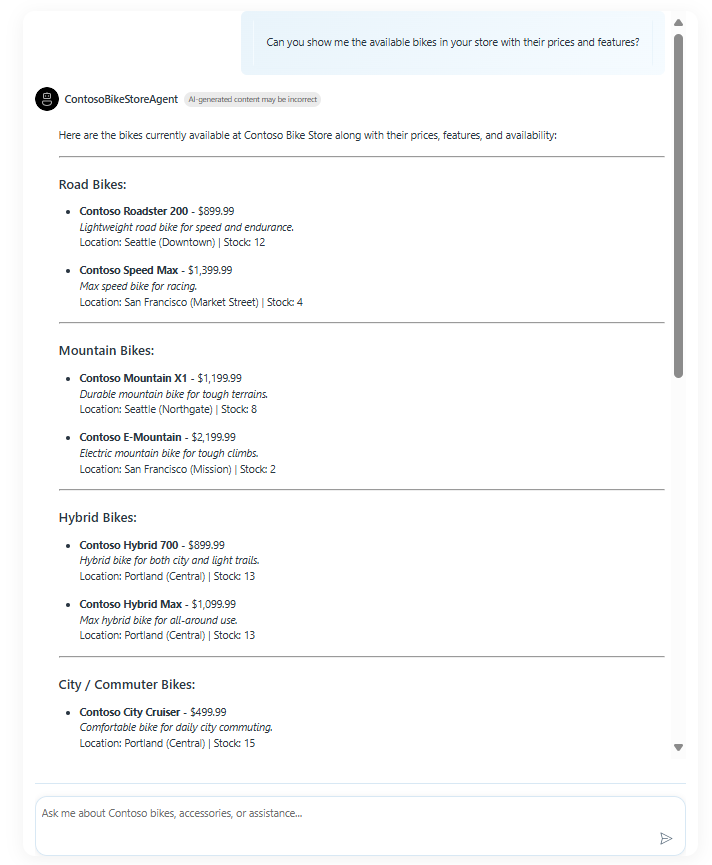 Can you show me the available bikes in your store with their prices and features?
ContosoBikeStoreAgent AI-generated content may be incorrect
Here are the bikes currently available at Contoso Bike Store along with their prices, features, and availability:
Road Bikes:
• Contoso Roadster 200 - $899.99
Lightweight road bike for speed and endurance.
Location: Seattle (Downtown) | Stock: 12
• Contoso Speed Max - $1,399.99
Max speed bike for racing.
Location: San Francisco (Market Street) | Stock: 4
Mountain Bikes:
• Contoso Mountain X1 - $1,199.99
Durable mountain bike for tough terrains.
Location: Seattle (Northgate) | Stock: 8
• Contoso E-Mountain - $2,199.99
Electric mountain bike for tough climbs.
Location: San Francisco (Mission) | Stock: 2
Hybrid Bikes:
• Contoso Hybrid 700 - $899.99
Hybrid bike for both city and light trails.
Location: Portland (Central) | Stock: 13
• Contoso Hybrid Max - $1,099.99
Max hybrid bike for all-around use.
Location: Portland (Central) | Stock: 13
City / Commuter Bikes:
• Contoso City Cruiser - $499.99
Comfortable bike for daily city commuting.
Location: Portland (Central) | Stock: 15
Ask me about Contoso bikes, accessories, or assistance...